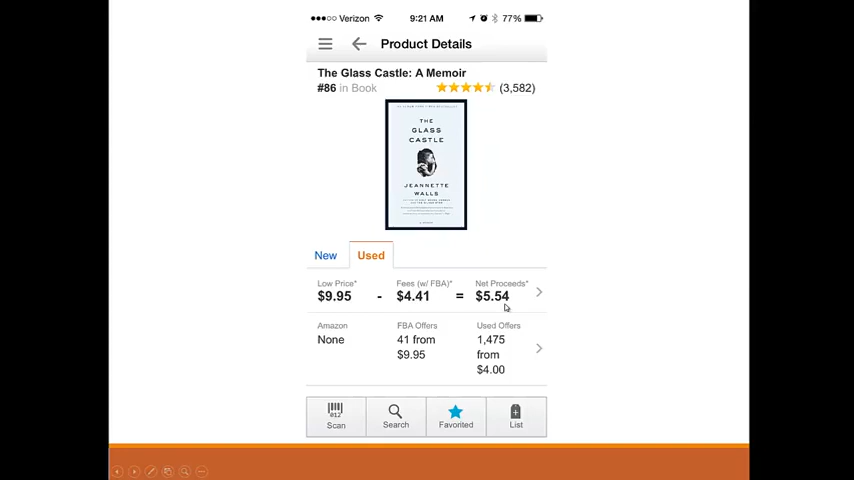 Verizon 9:21 AM 77%
Product Details
The Glass Castle: A Memoir
#86 in Book (3,582)
THE
GLASS
CASTLE
JEANNETTE
WALLS
New Used
Low Price* Fees (w/ FBA)* Net Proceeds*
$9.95 - $4.41 = $5.54
Amazon FBA Offers Used Offers
None 41 from 1,475
$9.95 from
$4.00
012
Scan Search Favorited List